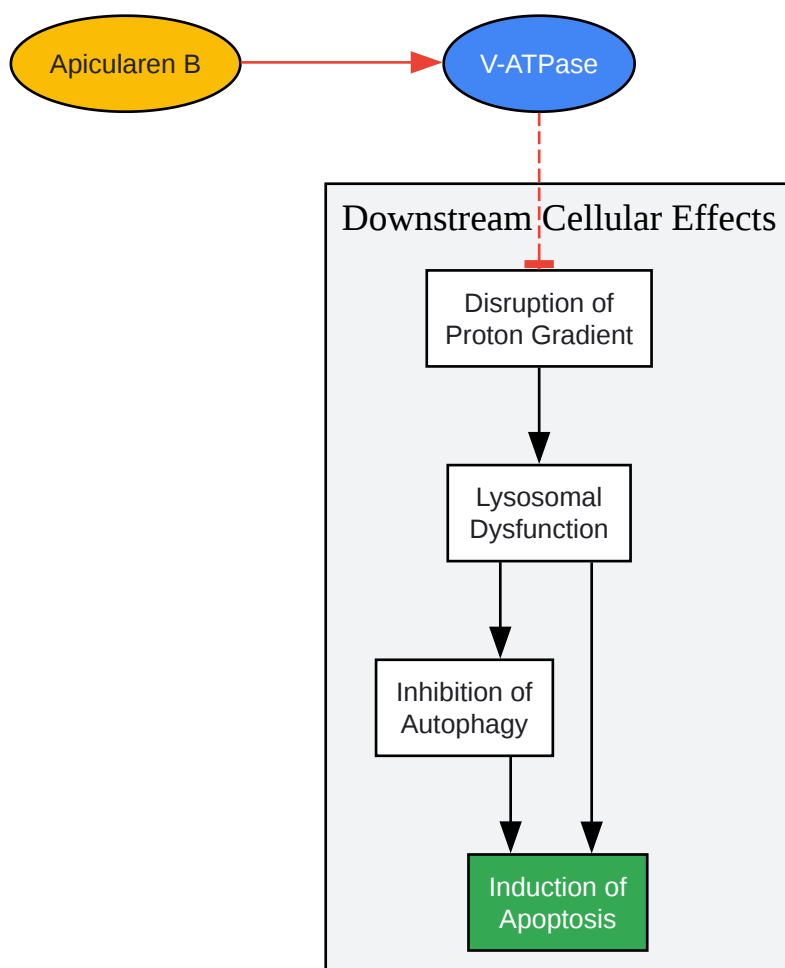 Apicularen B
V-ATPase
Downstream Cellular Effects
Disruption of
Proton Gradient
Lysosomal
Dysfunction
Inhibition of
Autophagy
Induction of
Apoptosis